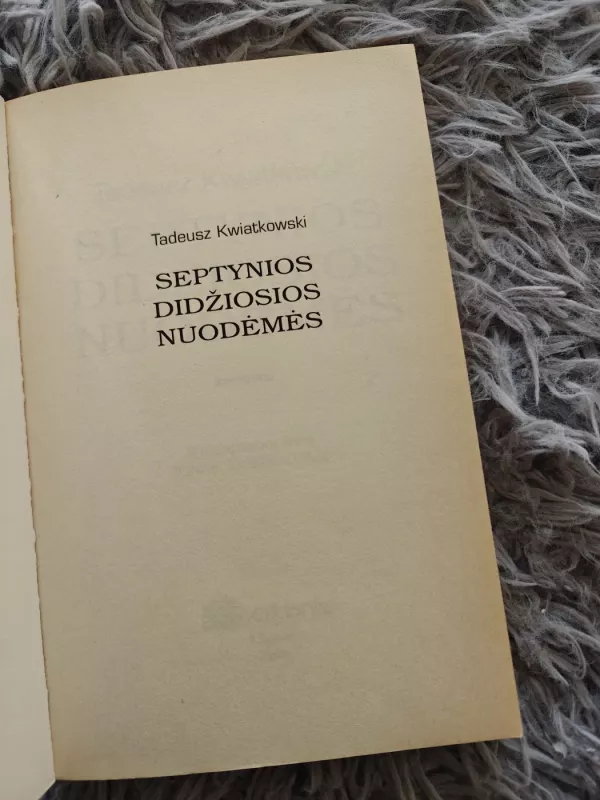 Tadeusz Kwiatkowski
SEPTYNIOS
DIDŽIOSIOS
NUODĖMĖS